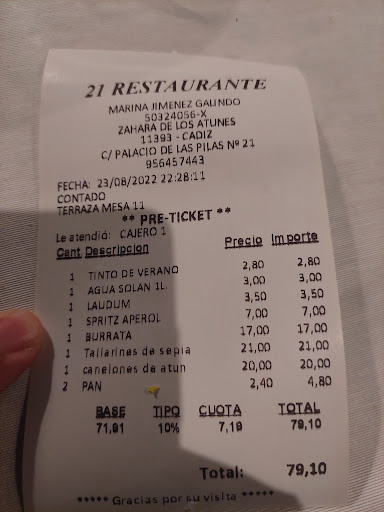 21 RESTAURANTE
MARINA JIMENEZ GALINDO
50324056-X
ZAHARA DE LOS ATUNES
11393 - CADIZ
C/ PALACIO DE LAS PILAS Nº 21
956457443
FECHA: 23/08/2022 22:28:11
CONTADO
TERRAZA MESA 11
** PRE-TICKET **
Le atendió: CAJERO 1
Cant Descripcion Precio Importe
1 TINTO DE VERANO 2,80 2,80
1 AGUA SOLAN 1L. 3,00 3,00
1 LAUDUM 3,50 3,50
1 SPRITZ APEROL 7,00 7,00
1 BURRATA 17,00 17,00
1 Tallarines de sepia 21,00 21,00
1 canelones de atun 20,00 20,00
2 PAN 2,40 4,80
BASE TIPO CUOTA TOTAL
71,91 10% 7,19 79,10
Total: 79,10
***** Gracias por su visita *****